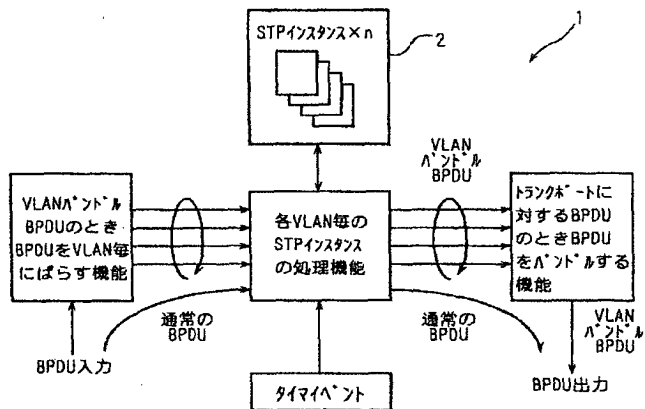 STPインスタンス×n
2
1
VLAN
バンドル
BPDU
VLANバンドル
BPDUのとき
BPDUをVLAN毎
にばらす機能
各VLAN毎の
STPインスタンス
の処理機能
トランクポートに
対するBPDU
のときBPDU
をバンドルする
機能
通常の
BPDU
通常の
BPDU
VLAN
バンドル
BPDU
BPDU入力
BPDU出力
タイマイベント